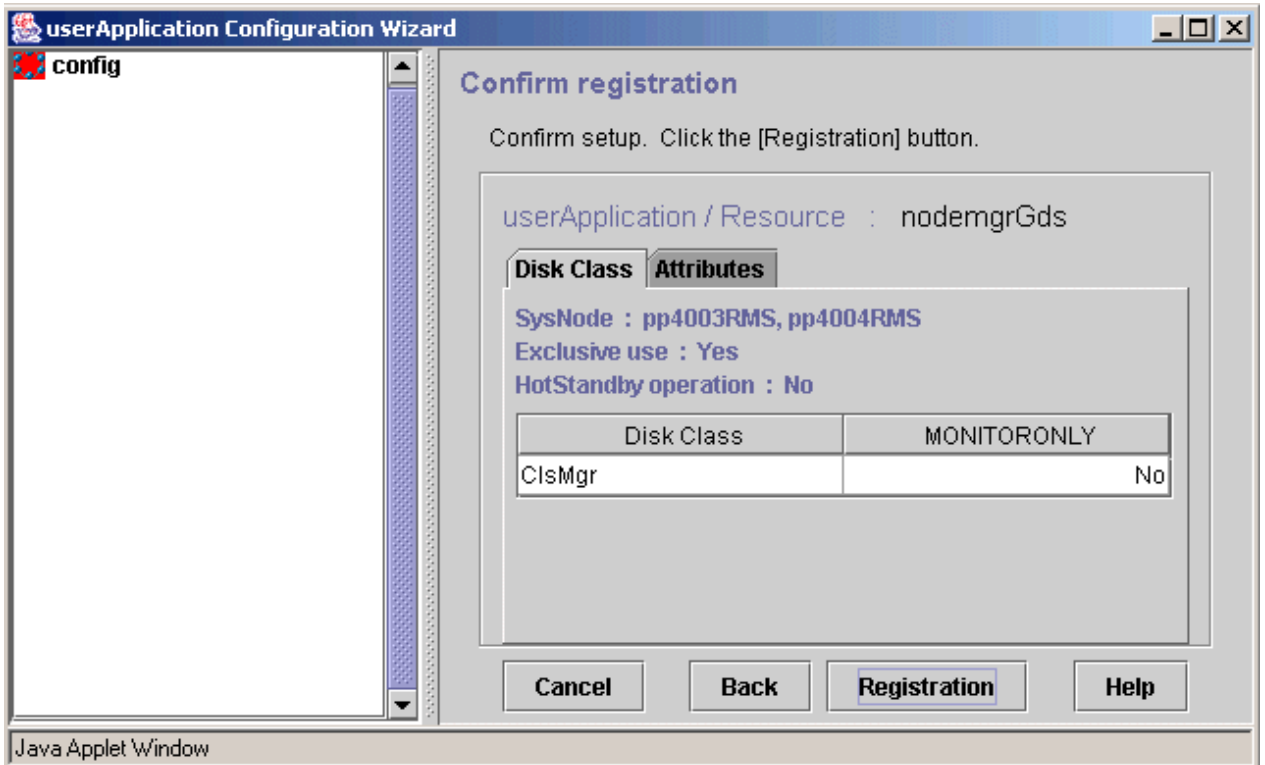 userApplication Configuration Wizard
config
Confirm registration
Confirm setup. Click the [Registration] button.
userApplication / Resource : nodemgrGds
Disk Class Attributes
SysNode : pp4003RMS, pp4004RMS
Exclusive use : Yes
HotStandby operation : No
Disk Class MONITORONLY
ClsMgr No
Cancel Back Registration Help
Java Applet Window